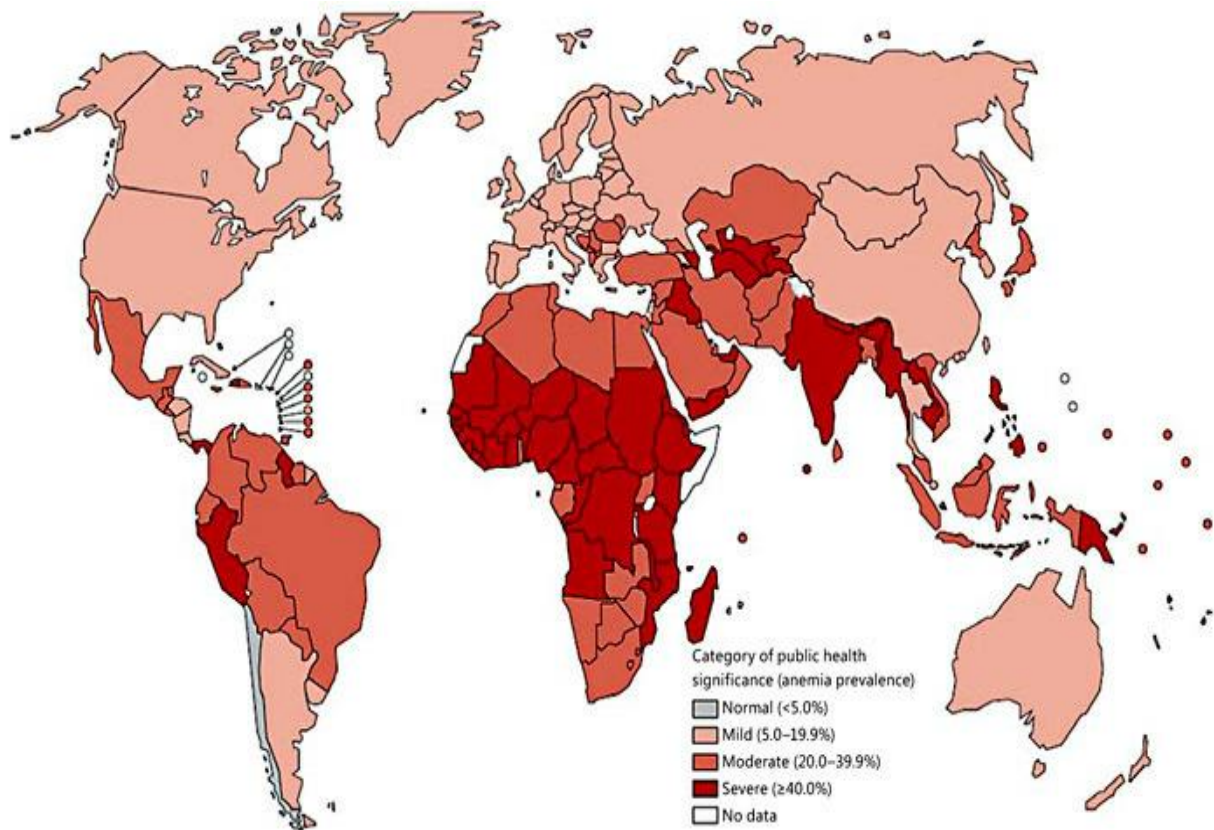 Category of public health
significance (anemia prevalence)
Normal (<5.0%)
Mild (5.0–19.9%)
Moderate (20.0–39.9%)
Severe (≥40.0%)
No data